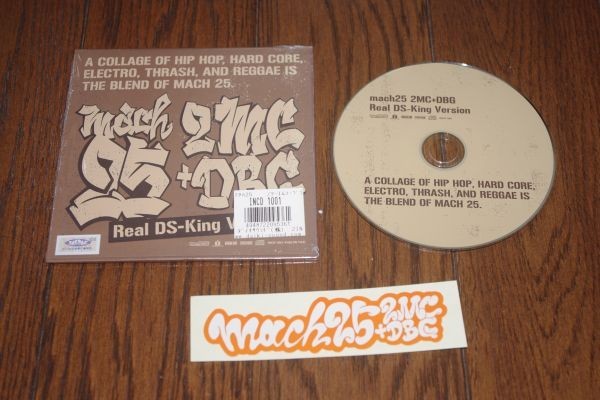 A COLLAGE OF HIP HOP, HARD CORE,
ELECTRO, THRASH, AND REGGAE IS
THE BLEND OF MACH 25.
mach 2MC
25 +DBG
INCD 1001
Real DS-King
mach25 2MC+DBG
Real DS-King Version
A COLLAGE OF HIP HOP, HARD CORE,
ELECTRO, THRASH, AND REGGAE IS
THE BLEND OF MACH 25.
mach25 2MC
+DBG